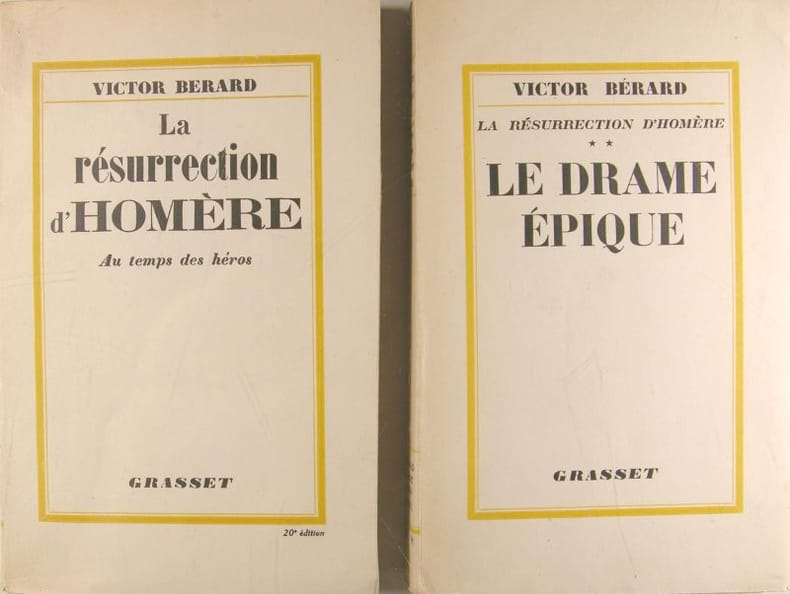 VICTOR BERARD
La
résurrection
d'HOMÈRE
Au temps des héros
GRASSET
20e édition
VICTOR BÉRARD
LA RÉSURRECTION D'HOMÈRE
★ ★
LE DRAME
ÉPIQUE
GRASSET